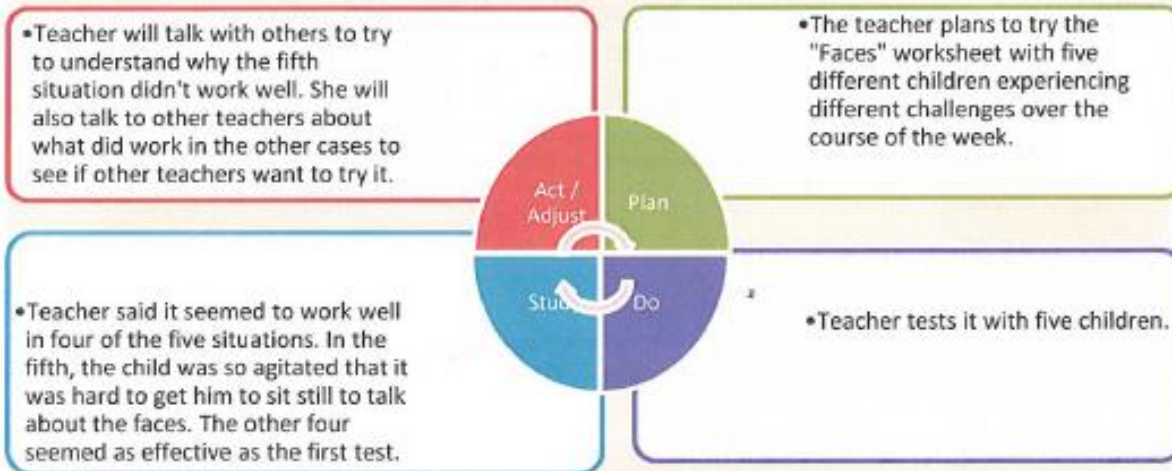 •Teacher will talk with others to try
to understand why the fifth
situation didn't work well. She will
also talk to other teachers about
what did work in the other cases to
see if other teachers want to try it.
•The teacher plans to try the
"Faces" worksheet with five
different children experiencing
different challenges over the
course of the week.
Act /
Adjust
Plan
Study
Do
•Teacher said it seemed to work well
in four of the five situations. In the
fifth, the child was so agitated that it
was hard to get him to sit still to talk
about the faces. The other four
seemed as effective as the first test.
•Teacher tests it with five children.